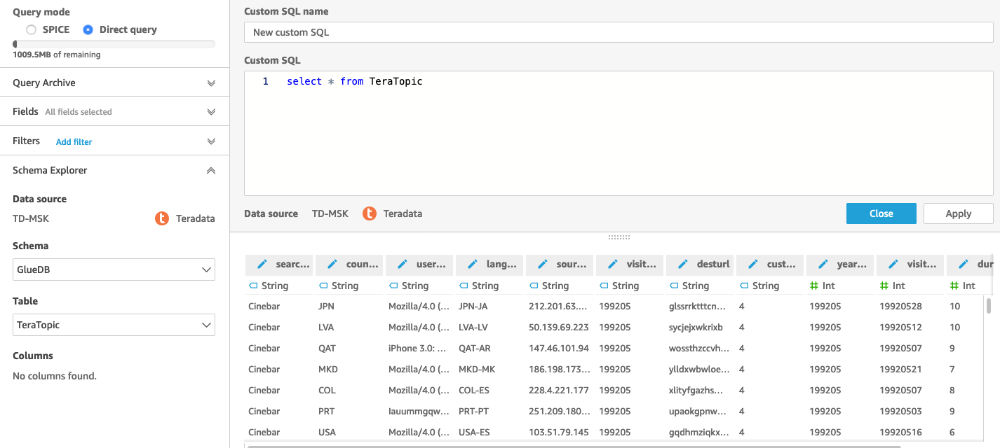 Query mode
SPICE Direct query
1009.5MB of remaining
Query Archive
Fields All fields selected
Filters Add filter
Schema Explorer
Data source
TD-MSK t Teradata
Schema
GlueDB
Table
TeraTopic
Columns
No columns found.
Custom SQL name
New custom SQL
Custom SQL
1 select * from TeraTopic
Data source TD-MSK t Teradata Close Apply
searc... coun... user... lang... sour... visit... desturl cust... year... visit... dur
String String String String String String String String # Int # Int # Int
Cinebar JPN Mozilla/4.0 (... JPN-JA 212.201.63.... 199205 glssrrktttcn... 4 199205 19920528 10
Cinebar LVA Mozilla/4.0 (... LVA-LV 50.139.69.223 199205 sycjejxwkrixb 4 199205 19920512 10
Cinebar QAT iPhone 3.0: ... QAT-AR 147.46.101.94 199205 wossthzccvh... 4 199205 19920507 9
Cinebar MKD Mozilla/4.0 (... MKD-MK 186.198.173... 199205 ylldxwbwloe... 4 199205 19920521 7
Cinebar COL Mozilla/4.0 (... COL-ES 228.4.221.177 199205 xlityfgazhs... 4 199205 19920507 8
Cinebar PRT Iauummgqw... PRT-PT 251.209.180... 199205 upaokgpnw... 4 199205 19920503 9
Cinebar USA Mozilla/4.0 (... USA-ES 103.51.79.145 199205 gqdhmziqkx... 4 199205 19920516 6